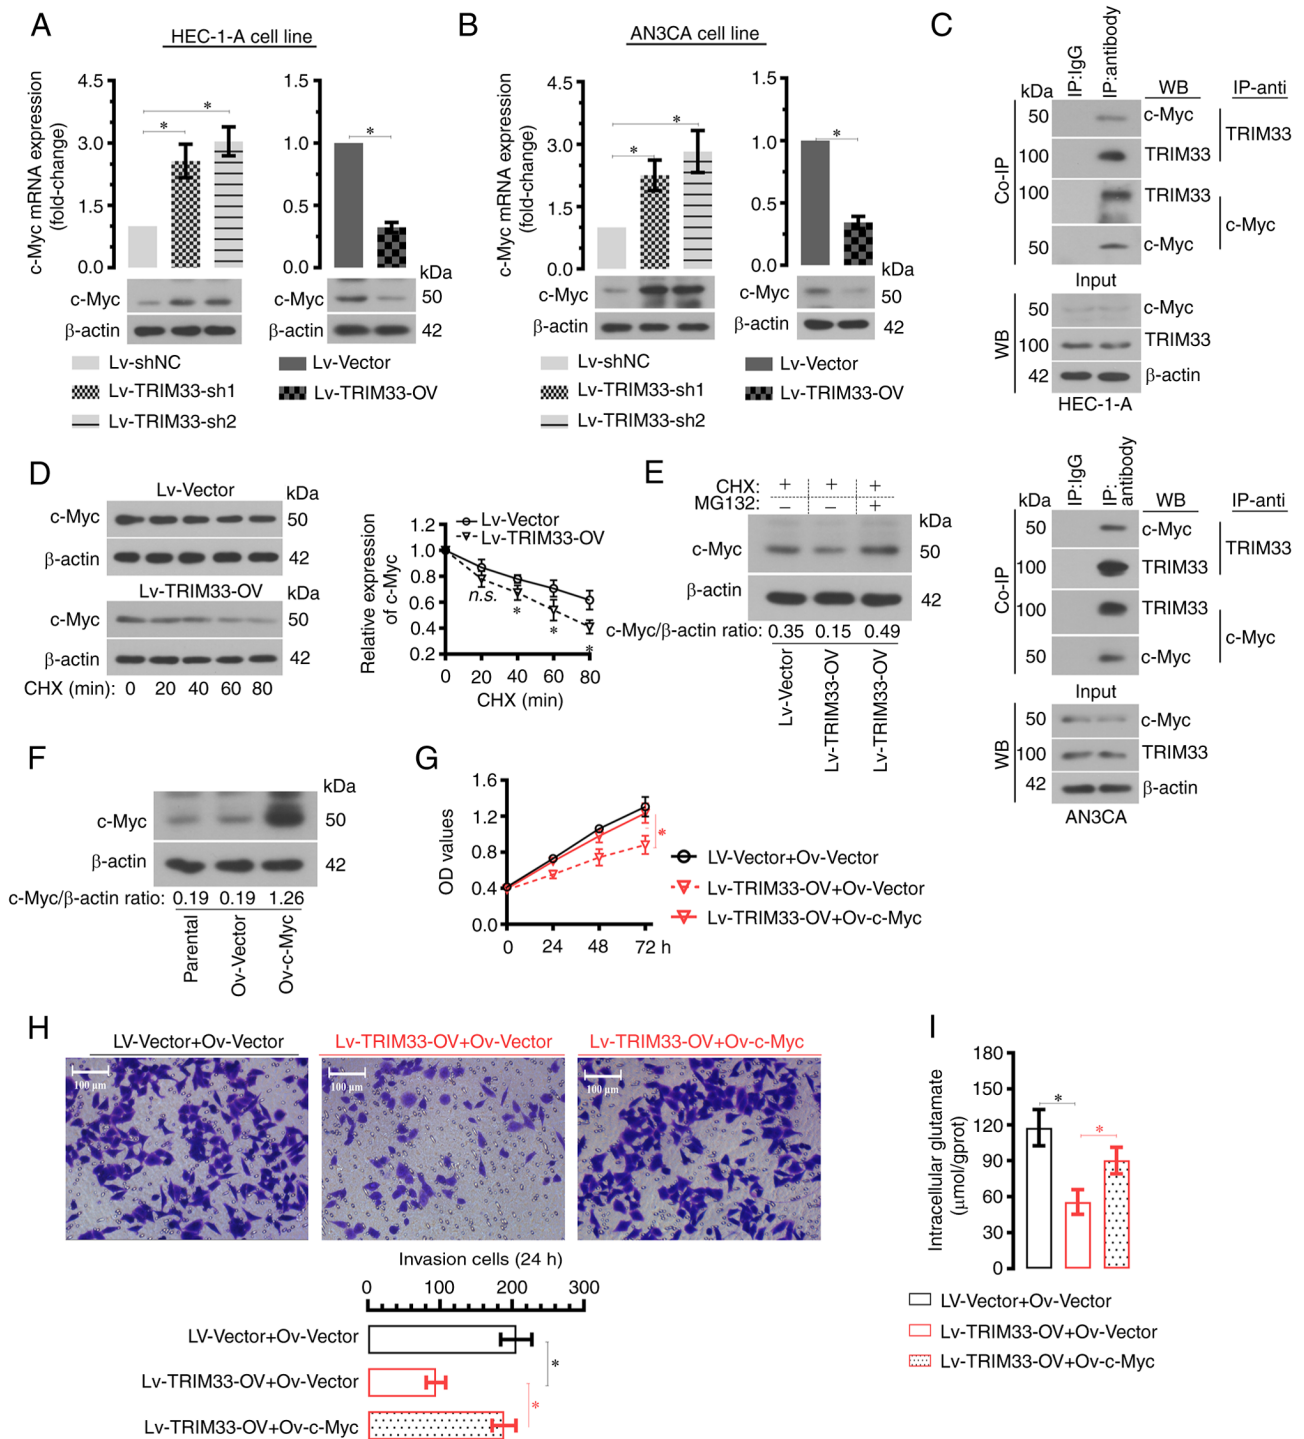 A
HEC-1-A cell line
c-Myc mRNA expression
(fold-change)
4.5
3.0
1.5
0.0
*
*
1.5
1.0
0.5
0.0
*
kDa
c-Myc
c-Myc
50
β-actin
β-actin
42
Lv-shNC
Lv-TRIM33-sh1
Lv-TRIM33-sh2
Lv-Vector
Lv-TRIM33-OV
B
AN3CA cell line
c-Myc mRNA expression
(fold-change)
4.5
3.0
1.5
0.0
*
*
1.5
1.0
0.5
0.0
*
kDa
c-Myc
c-Myc
50
β-actin
β-actin
42
Lv-shNC
Lv-TRIM33-sh1
Lv-TRIM33-sh2
Lv-Vector
Lv-TRIM33-OV
C
kDa
IP:IgG
IP:antibody
WB
IP-anti
Co-IP
50
c-Myc
TRIM33
100
TRIM33
100
TRIM33
c-Myc
50
c-Myc
Input
WB
50
c-Myc
100
TRIM33
42
β-actin
HEC-1-A
kDa
IP:IgG
IP:
antibody
WB
IP-anti
Co-IP
50
c-Myc
TRIM33
100
TRIM33
100
TRIM33
c-Myc
50
c-Myc
Input
WB
50
c-Myc
100
TRIM33
42
β-actin
AN3CA
D
Lv-Vector
kDa
c-Myc
50
β-actin
42
Lv-TRIM33-OV
kDa
c-Myc
50
β-actin
42
CHX (min): 0 20 40 60 80
Relative expression
of c-Myc
1.2
1.0
0.8
0.6
0.4
0.2
Lv-Vector
Lv-TRIM33-OV
n.s.
*
*
*
0 20 40 60 80
CHX (min)
E
CHX: + + +
MG132: − − +
kDa
c-Myc
50
β-actin
42
c-Myc/β-actin ratio: 0.35 0.15 0.49
Lv-Vector
Lv-TRIM33-OV
Lv-TRIM33-OV
F
kDa
c-Myc
50
β-actin
42
c-Myc/β-actin ratio: 0.19 0.19 1.26
Parental
Ov-Vector
Ov-c-Myc
G
OD values
1.6
1.2
0.8
0.4
0.0
*
0 24 48 72 h
LV-Vector+Ov-Vector
Lv-TRIM33-OV+Ov-Vector
Lv-TRIM33-OV+Ov-c-Myc
H
LV-Vector+Ov-Vector
Lv-TRIM33-OV+Ov-Vector
Lv-TRIM33-OV+Ov-c-Myc
100 μm
100 μm
100 μm
Invasion cells (24 h)
0 100 200 300
LV-Vector+Ov-Vector
*
Lv-TRIM33-OV+Ov-Vector
*
Lv-TRIM33-OV+Ov-c-Myc
I
Intracellular glutamate
(μmol/gprot)
180
150
120
90
60
30
0
*
*
LV-Vector+Ov-Vector
Lv-TRIM33-OV+Ov-Vector
Lv-TRIM33-OV+Ov-c-Myc